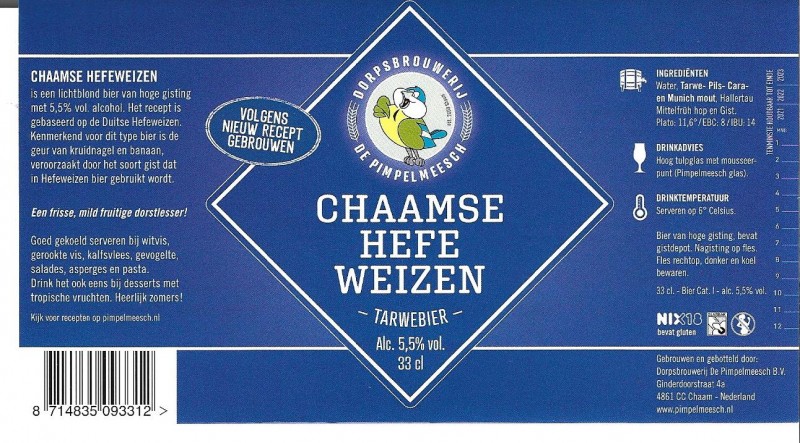 CHAAMSE HEFEWEIZEN
is een lichtblond bier van hoge gisting
met 5,5% vol. alcohol. Het recept is
gebaseerd op de Duitse Hefeweizen.
Kenmerkend voor dit type bier is de
geur van kruidnagel en banaan,
veroorzaakt door het soort gist dat
in Hefeweizen bier gebruikt wordt.
Een frisse, mild fruitige dorstlesser!
Goed gekoeld serveren bij witvis,
gerookte vis, kalfsvlees, gevogelte,
salades, asperges en pasta.
Drink het ook eens bij desserts met
tropische vruchten. Heerlijk zomers!
Kijk voor recepten op pimpelmeesch.nl
8 714835 093312 >
VOLGENS
NIEUW RECEPT
GEBROUWEN
DORPSBROUWERIJ
DE PIMPELMEESCH
CHAAMSE
HEFE
WEIZEN
- TARWEBIER -
Alc. 5,5% vol.
33 cl
INGREDIËNTEN
Water, Tarwe- Pils- Cara-
en Munich mout, Hallertau
Mittelfrüh hop en Gist.
Plato: 11,6°/ EBC: 8 / IBU: 14
DRINKADVIES
Hoog tulpglas met mousseer-
punt (Pimpelmeesch glas).
DRINKTEMPERATUUR
Serveren op 6° Celsius.
Bier van hoge gisting, bevat
gistdepot. Nagisting op fles.
Fles rechtop, donker en koel
bewaren.
33 cl. - Bier Cat. I - alc. 5,5% vol.
NIX18
bevat gluten
Gebrouwen en gebotteld door:
Dorpsbrouwerij De Pimpelmeesch B.V.
Ginderdoorstraat 4a
4861 CC Chaam - Nederland
www.pimpelmeesch.nl
TENMINSTE HOUDBAAR TOT EINDE
2021 2022 2023
MND.
1
2
3
4
5
6
7
8
9
10
11
12